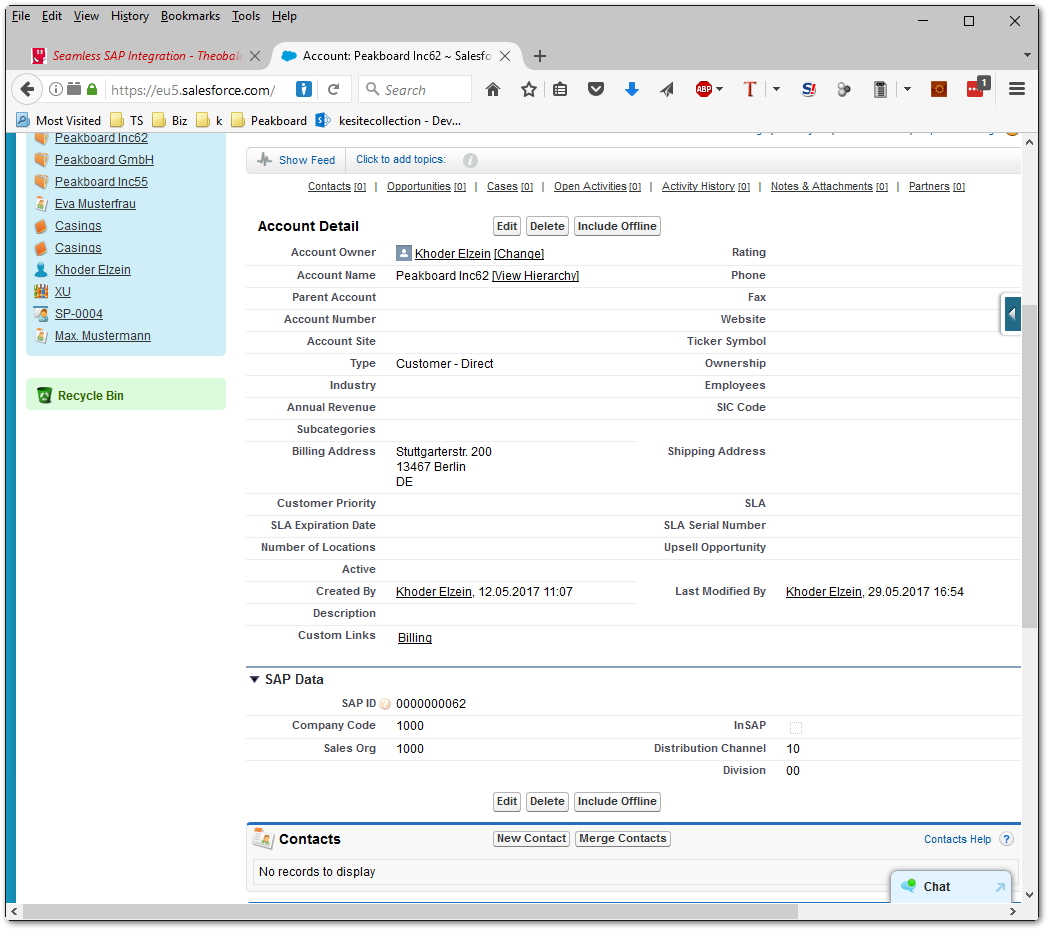 File Edit View History Bookmarks Tools Help
Seamless SAP Integration - Theobal
Account: Peakboard Inc62 ~ Salesfo
https://eu5.salesforce.com/
Search
ABP
T
S!
1
Most Visited TS Biz k Peakboard kesitecollection - Dev...
Peakboard Inc62
Peakboard GmbH
Peakboard Inc55
Eva Musterfrau
Casings
Casings
Khoder Elzein
XU
SP-0004
Max. Mustermann
Recycle Bin
Show Feed Click to add topics: i
Contacts [0] | Opportunities [0] | Cases [0] | Open Activities [0] | Activity History [0] | Notes & Attachments [0] | Partners [0]
Account Detail Edit Delete Include Offline
Account Owner Khoder Elzein [Change] Rating
Account Name Peakboard Inc62 [View Hierarchy] Phone
Parent Account Fax
Account Number Website
Account Site Ticker Symbol
Type Customer - Direct Ownership
Industry Employees
Annual Revenue SIC Code
Subcategories
Billing Address Stuttgarterstr. 200 Shipping Address
13467 Berlin
DE
Customer Priority SLA
SLA Expiration Date SLA Serial Number
Number of Locations Upsell Opportunity
Active
Created By Khoder Elzein, 12.05.2017 11:07 Last Modified By Khoder Elzein, 29.05.2017 16:54
Description
Custom Links Billing
SAP Data
SAP ID ? 0000000062
Company Code 1000 InSAP
Sales Org 1000 Distribution Channel 10
Division 00
Edit Delete Include Offline
Contacts New Contact Merge Contacts Contacts Help ?
No records to display
Chat